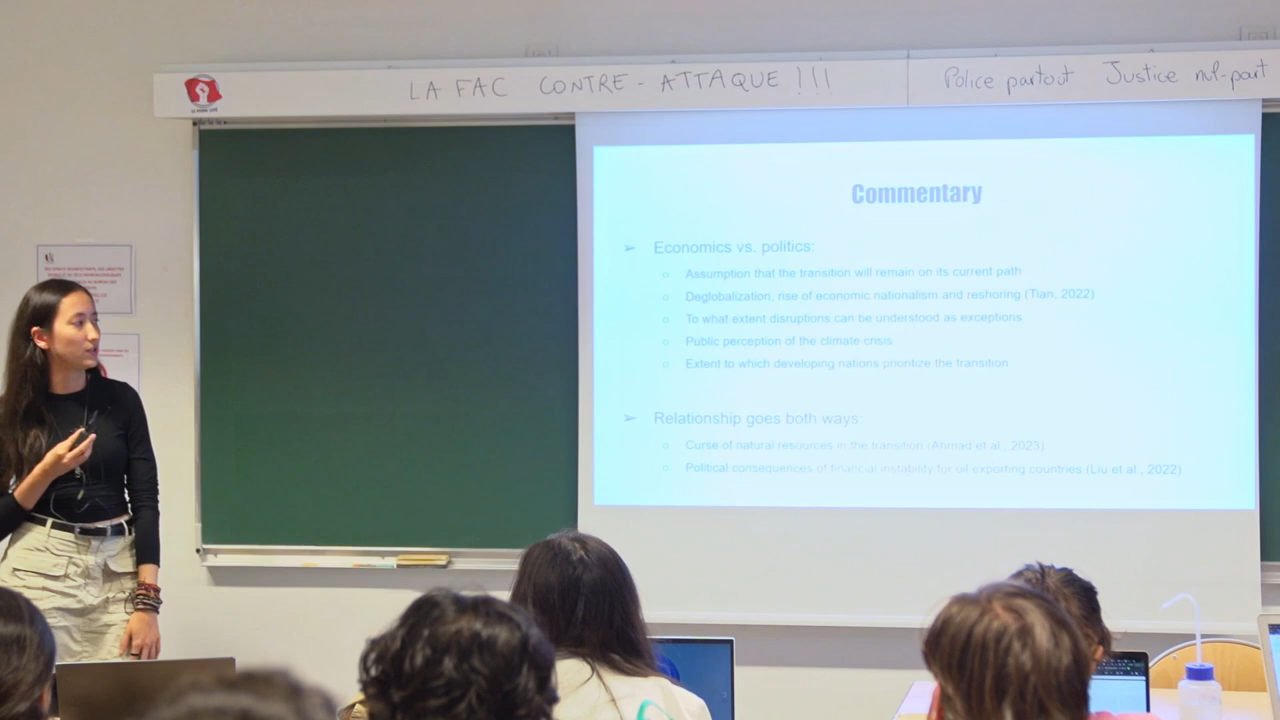 LA FAC CONTRE-ATTAQUE !!!
Police partout Justice nul-part
Commentary
➢ Economics vs. politics:
○ Assumption that the transition will remain on its current path
○ Deglobalization, rise of economic nationalism and reshoring (Tian, 2022)
○ To what extent disruptions can be understood as exceptions
○ Public perception of the climate crisis
○ Extent to which developing nations prioritize the transition
➢ Relationship goes both ways:
○ Curse of natural resources in the transition (Ahmad et al., 2023)
○ Political consequences of financial instability for oil exporting countries (Liu et al., 2022)